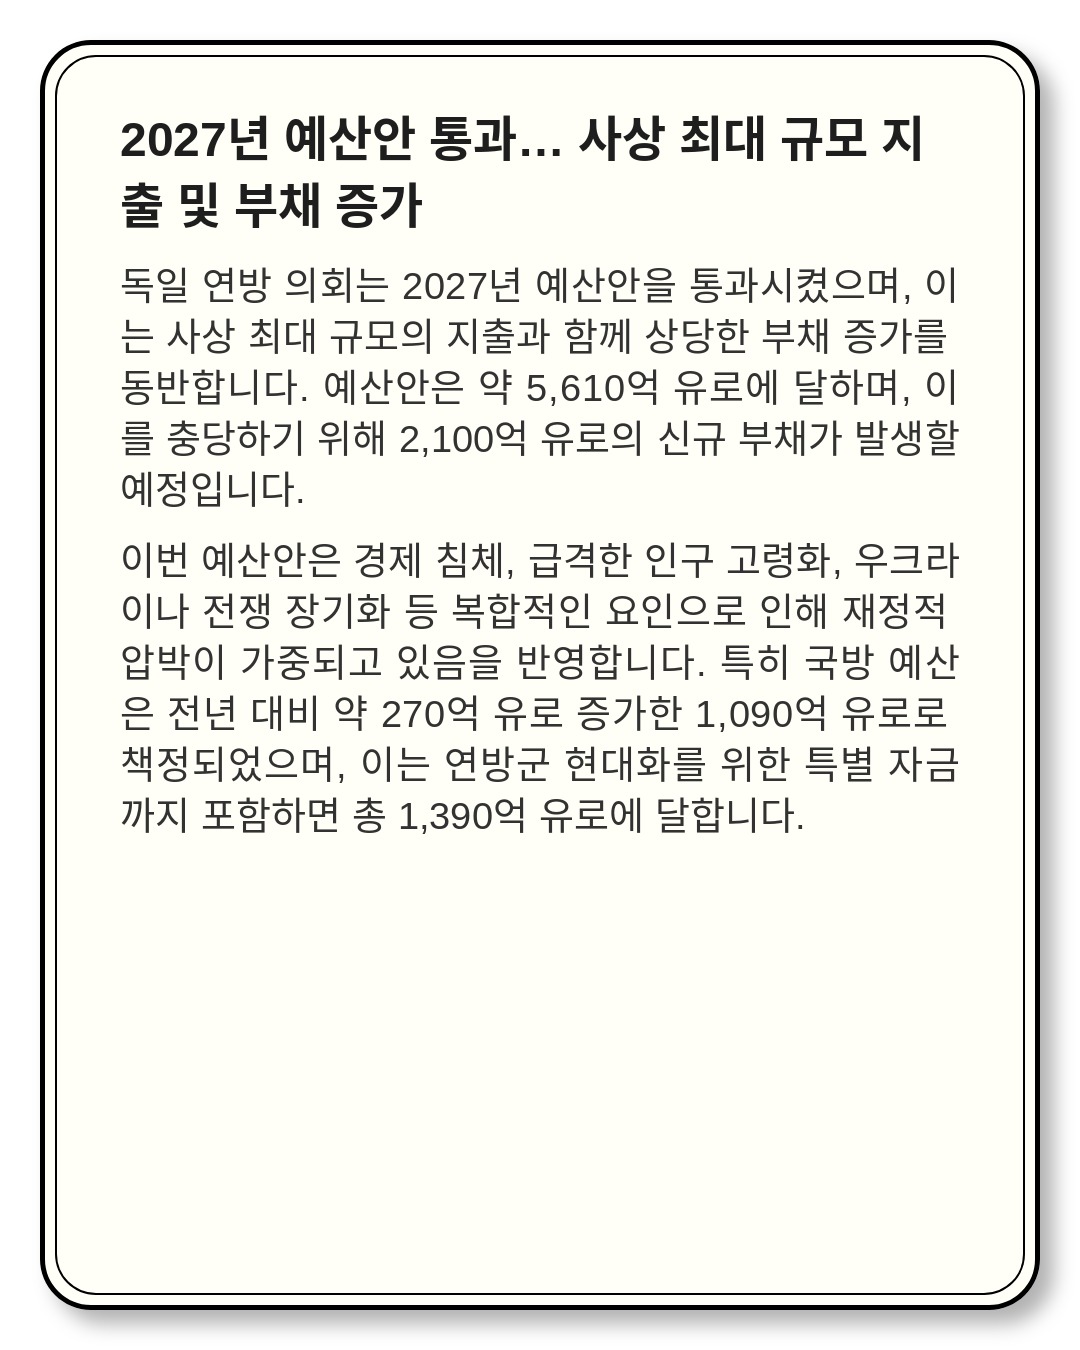 2027년 예산안 통과… 사상 최대 규모 지
출 및 부채 증가
독일 연방 의회는 2027년 예산안을 통과시켰으며, 이
는 사상 최대 규모의 지출과 함께 상당한 부채 증가를
동반합니다. 예산안은 약 5,610억 유로에 달하며, 이
를 충당하기 위해 2,100억 유로의 신규 부채가 발생할
예정입니다.
이번 예산안은 경제 침체, 급격한 인구 고령화, 우크라
이나 전쟁 장기화 등 복합적인 요인으로 인해 재정적
압박이 가중되고 있음을 반영합니다. 특히 국방 예산
은 전년 대비 약 270억 유로 증가한 1,090억 유로로
책정되었으며, 이는 연방군 현대화를 위한 특별 자금
까지 포함하면 총 1,390억 유로에 달합니다.